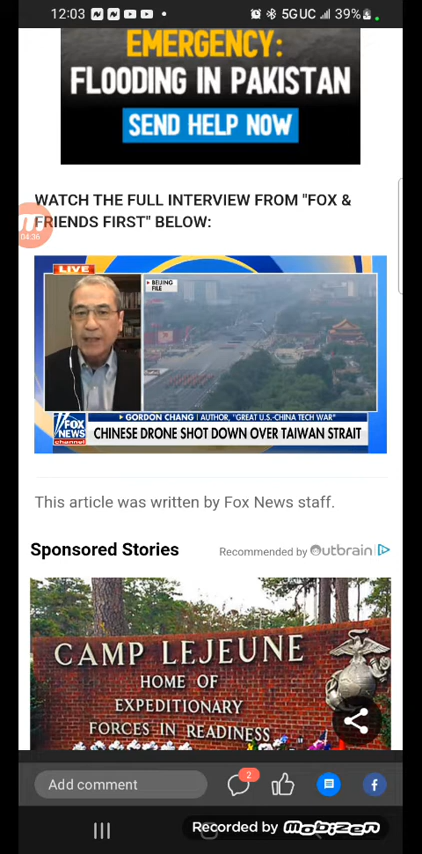 12:03
5GUC
39%
EMERGENCY:
FLOODING IN PAKISTAN
SEND HELP NOW
WATCH THE FULL INTERVIEW FROM "FOX &
FRIENDS FIRST" BELOW:
04:36
LIVE
BEIJING
FILE
FOX
NEWS
channel
GORDON CHANG | AUTHOR, "GREAT U.S.-CHINA TECH WAR"
CHINESE DRONE SHOT DOWN OVER TAIWAN STRAIT
This article was written by Fox News staff.
Sponsored Stories
Recommended by Outbrain
CAMP LEJEUNE
HOME OF
EXPEDITIONARY
FORCES IN READINESS
Add comment
2
Recorded by mobizen